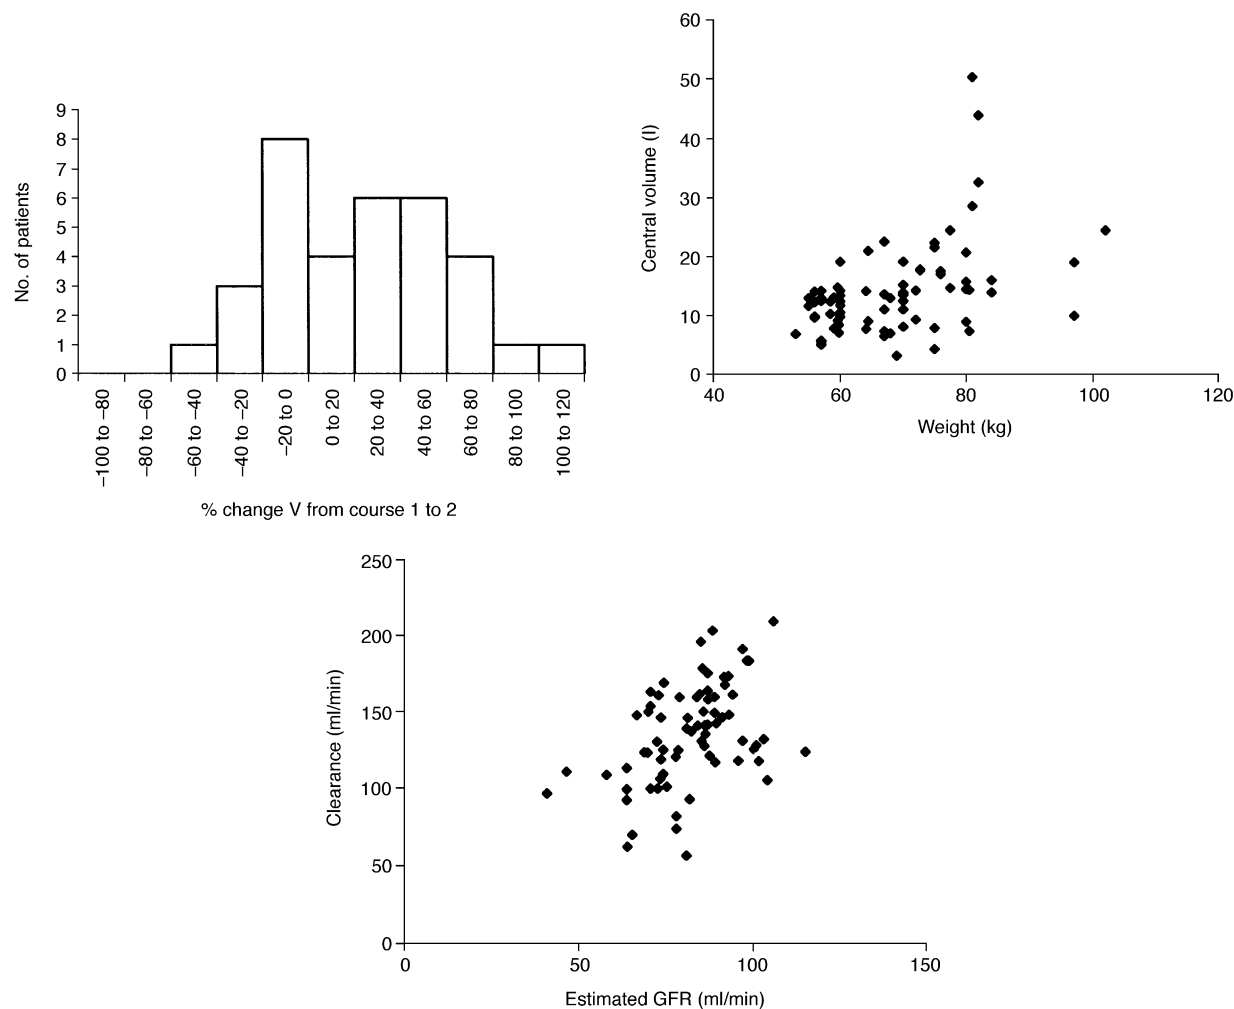 9
8
7
6
5
4
3
2
1
0
No. of patients
−100 to −80
−80 to −60
−60 to −40
−40 to −20
−20 to 0
0 to 20
20 to 40
40 to 60
60 to 80
80 to 100
100 to 120
% change V from course 1 to 2
60
50
40
30
20
10
0
Central volume (l)
40
60
80
100
120
Weight (kg)
250
200
150
100
50
0
Clearance (ml/min)
0
50
100
150
Estimated GFR (ml/min)